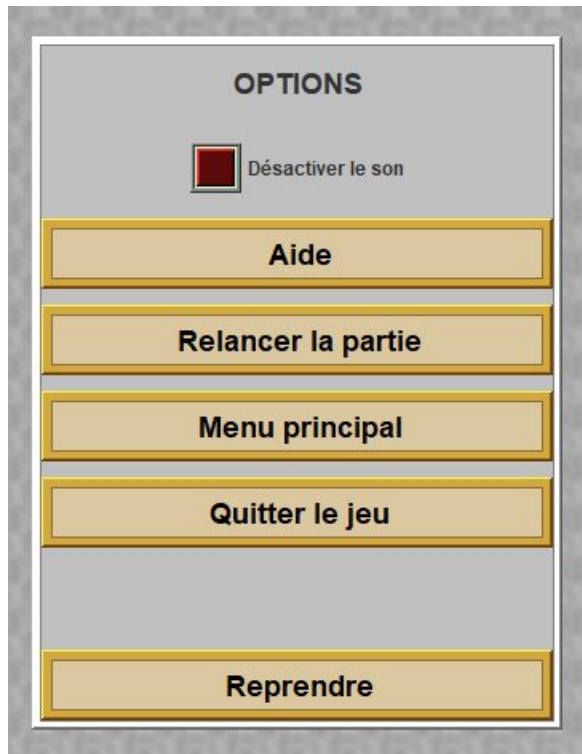 OPTIONS
Désactiver le son
Aide
Relancer la partie
Menu principal
Quitter le jeu
Reprendre